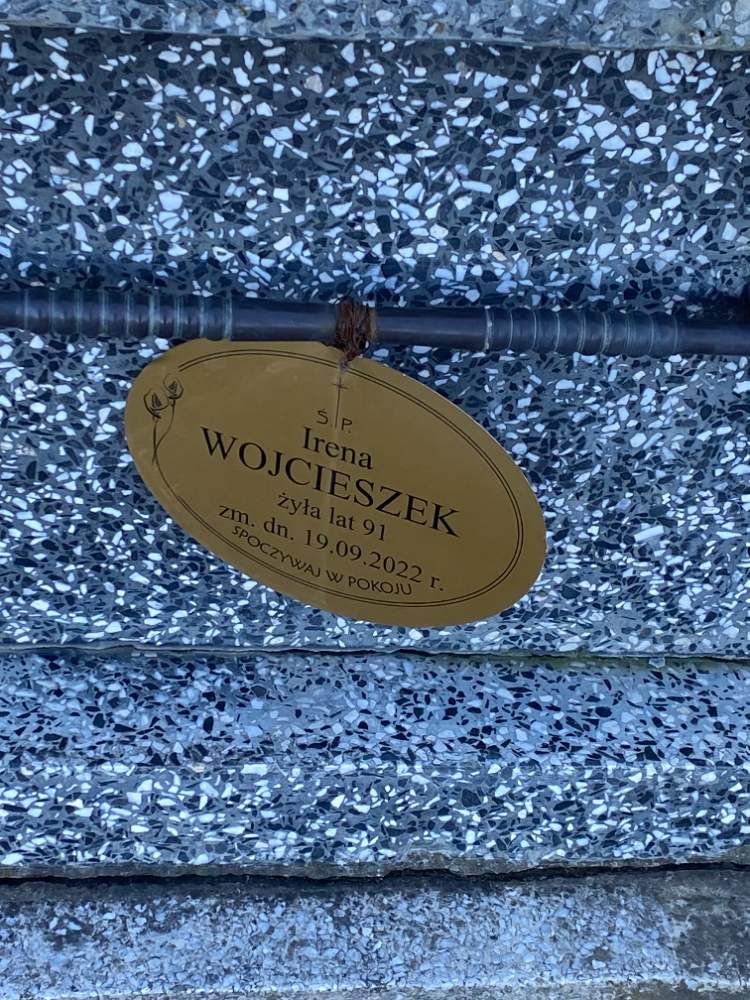 Ś. P.
Irena
WOJCIESZEK
żyła lat 91
zm. dn. 19.09.2022 r.
SPOCZYWAJ W POKOJU